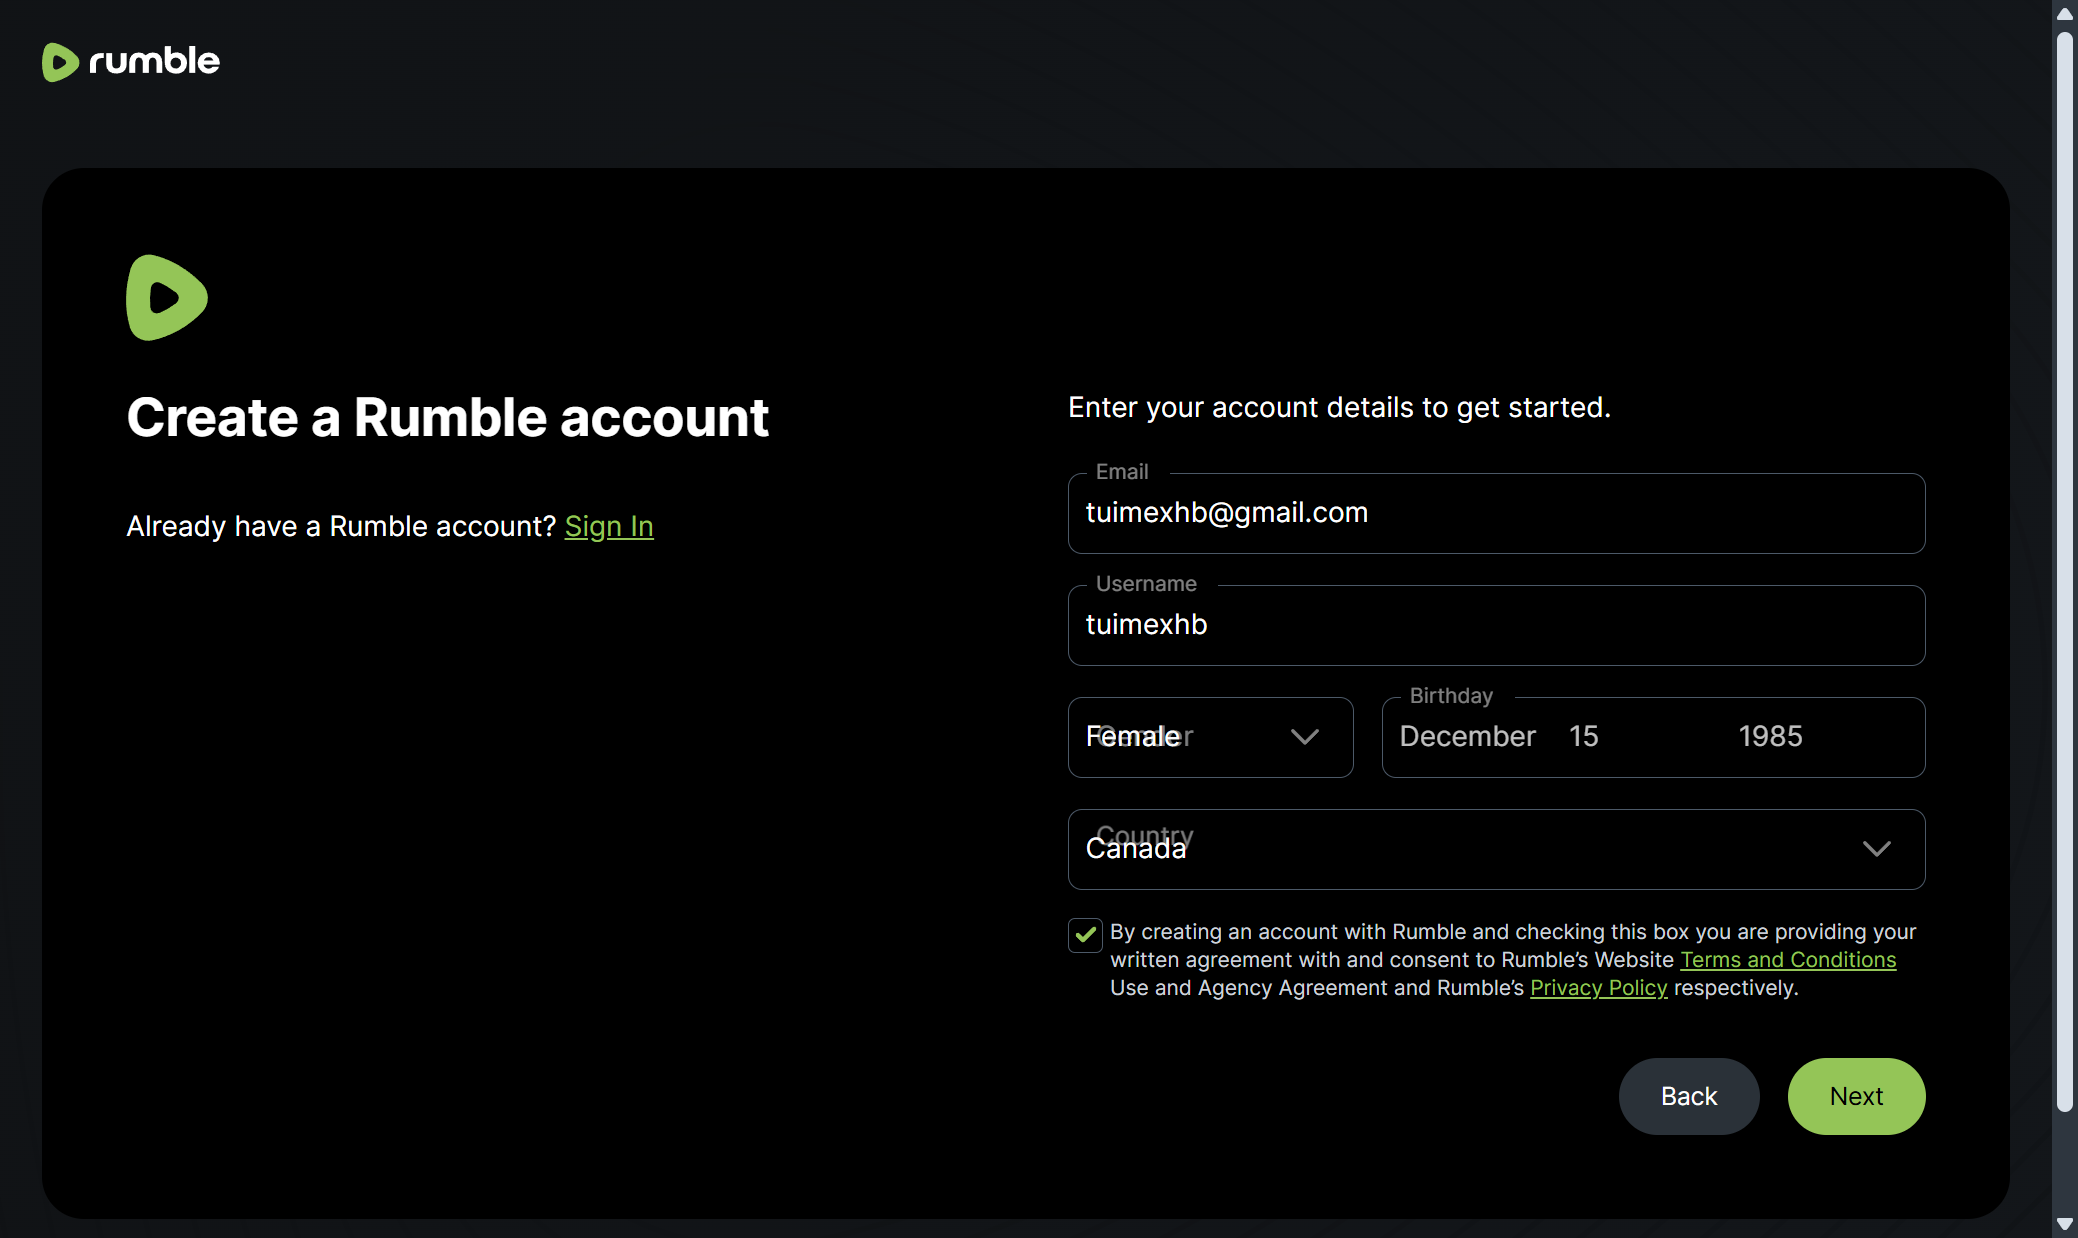 rumble
Create a Rumble account
Already have a Rumble account? Sign In
Enter your account details to get started.
Email
tuimexhb@gmail.com
Username
tuimexhb
Gender
Female
Birthday
December 15 1985
Country
Canada
By creating an account with Rumble and checking this box you are providing your
written agreement with and consent to Rumble’s Website Terms and Conditions
Use and Agency Agreement and Rumble’s Privacy Policy respectively.
Back
Next